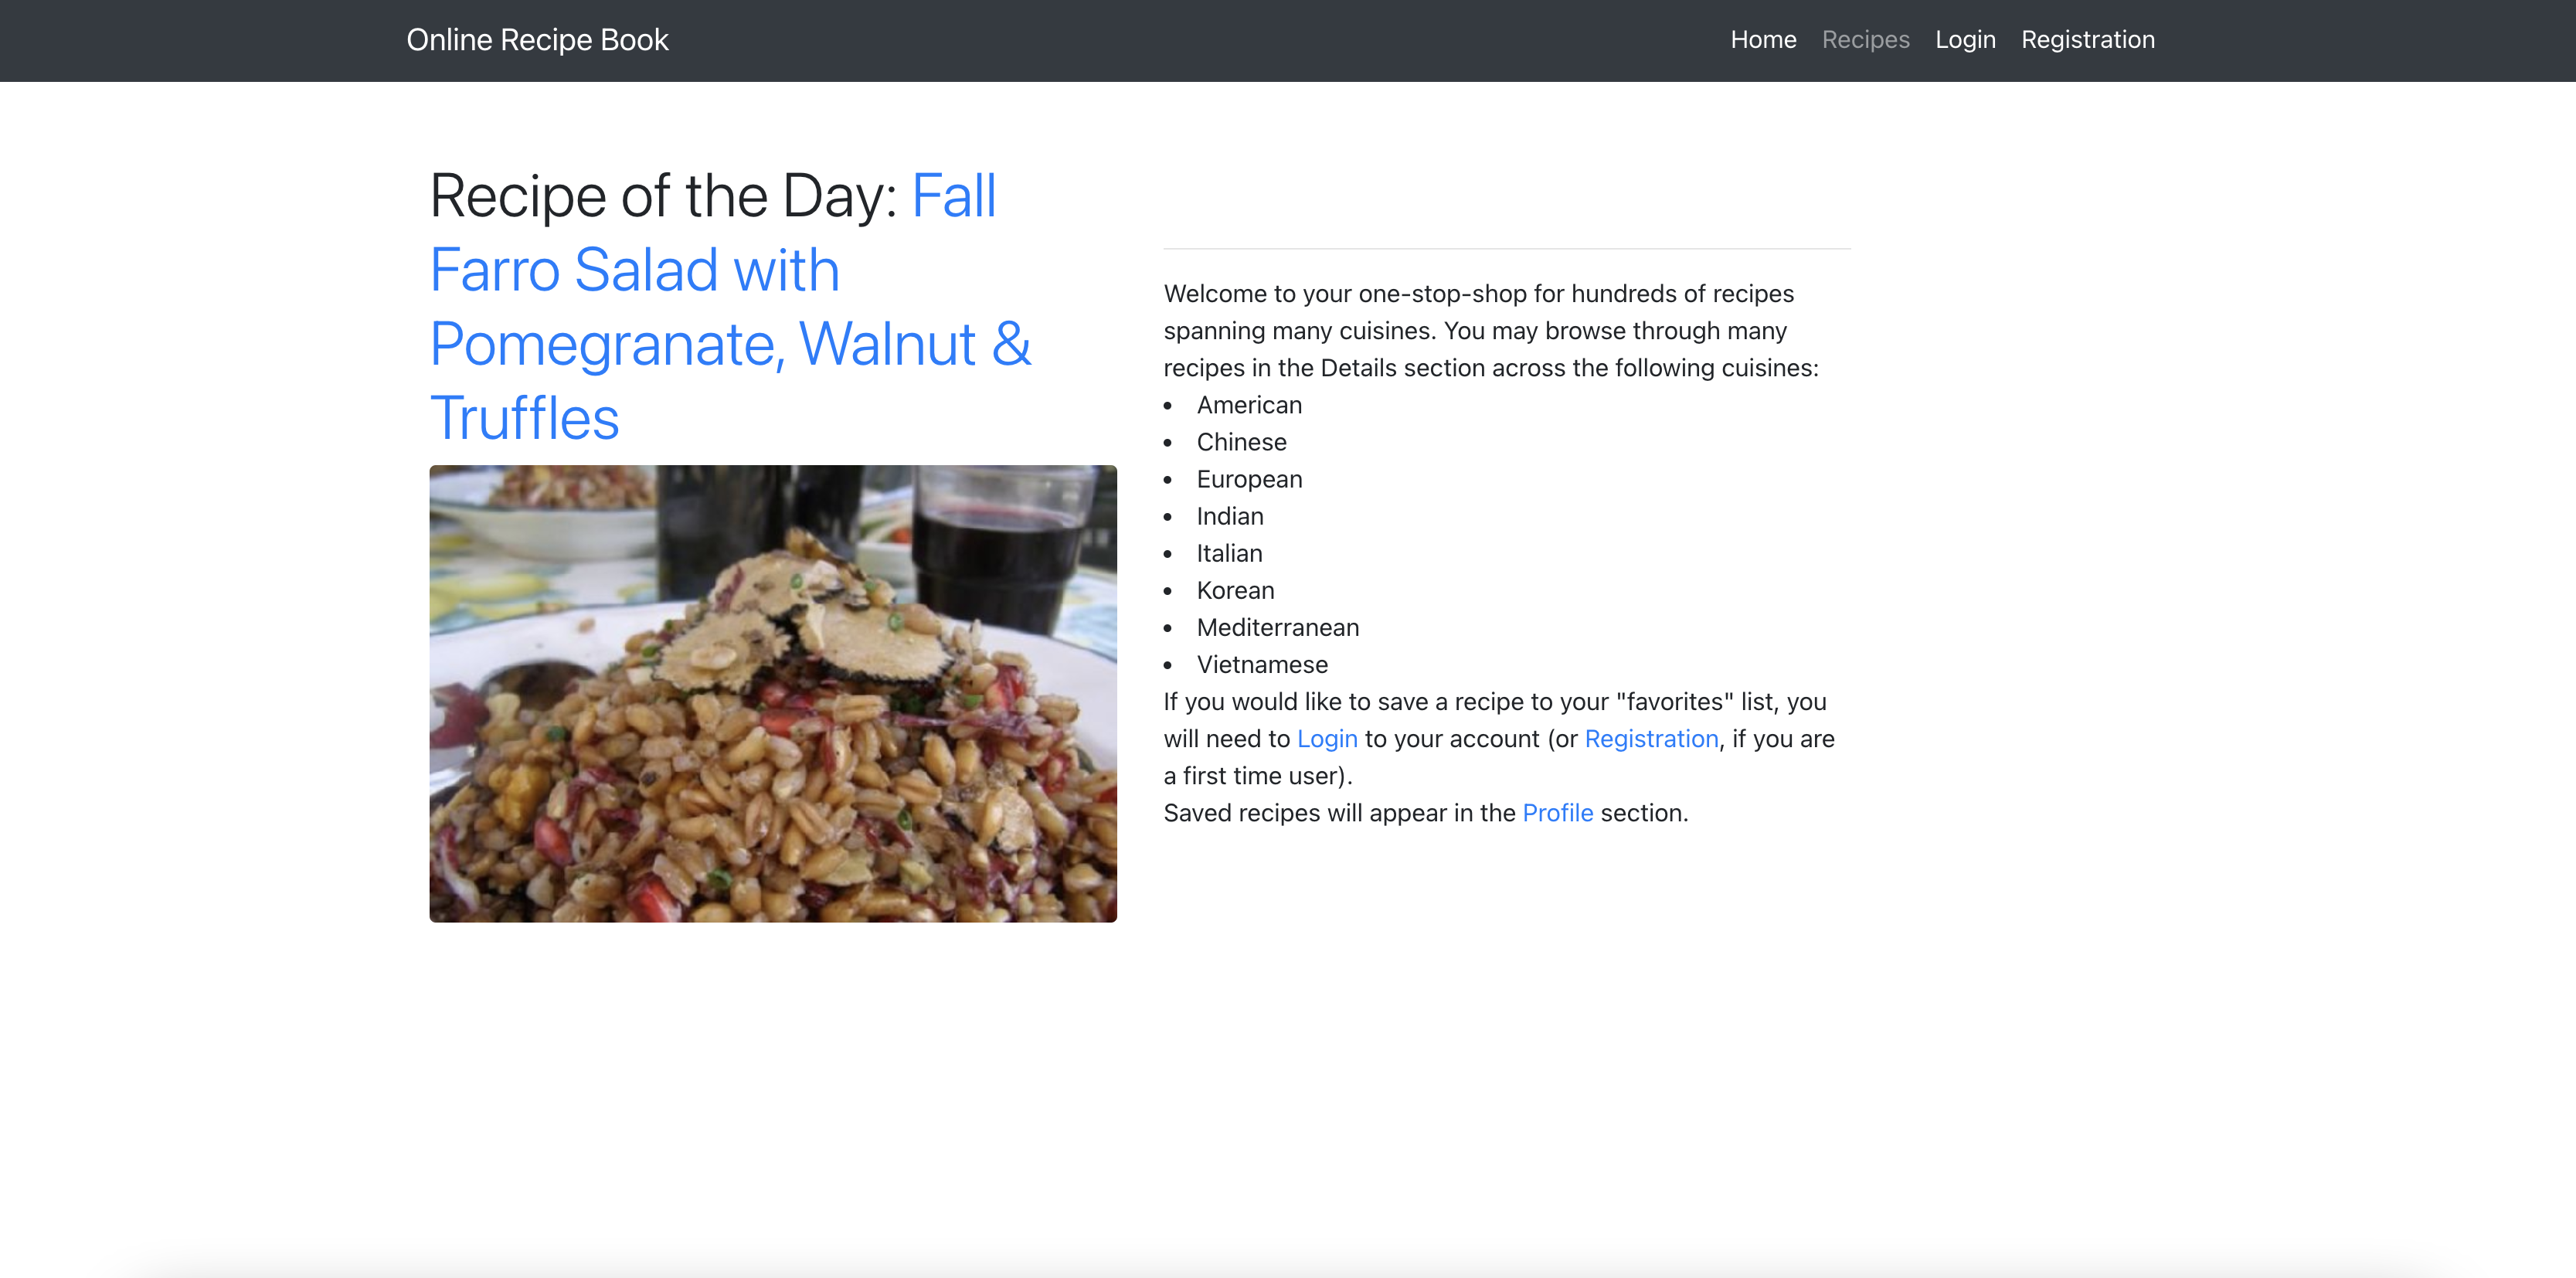 Online Recipe Book
Home Recipes Login Registration
Recipe of the Day: Fall
Farro Salad with
Pomegranate, Walnut &
Truffles
Welcome to your one-stop-shop for hundreds of recipes
spanning many cuisines. You may browse through many
recipes in the Details section across the following cuisines:
• American
• Chinese
• European
• Indian
• Italian
• Korean
• Mediterranean
• Vietnamese
If you would like to save a recipe to your "favorites" list, you
will need to Login to your account (or Registration, if you are
a first time user).
Saved recipes will appear in the Profile section.